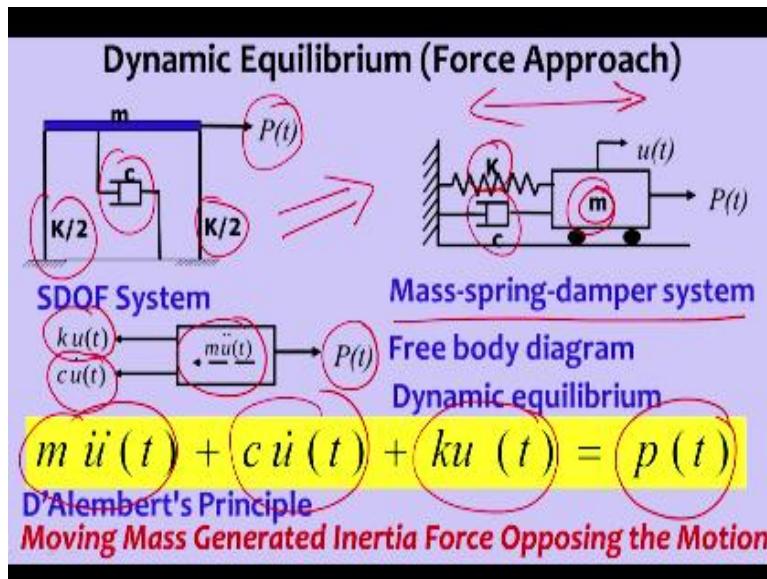 Dynamic Equilibrium (Force Approach)
m
P(t)
c
K/2
K/2
SDOF System
u(t)
K
m
P(t)
c
Mass-spring-damper system
ku(t)
cu̇(t)
mü(t)
P(t)
Free body diagram
Dynamic equilibrium
m ü (t) + c u̇ (t) + ku (t) = p (t)
D'Alembert's Principle
Moving Mass Generated Inertia Force Opposing the Motion